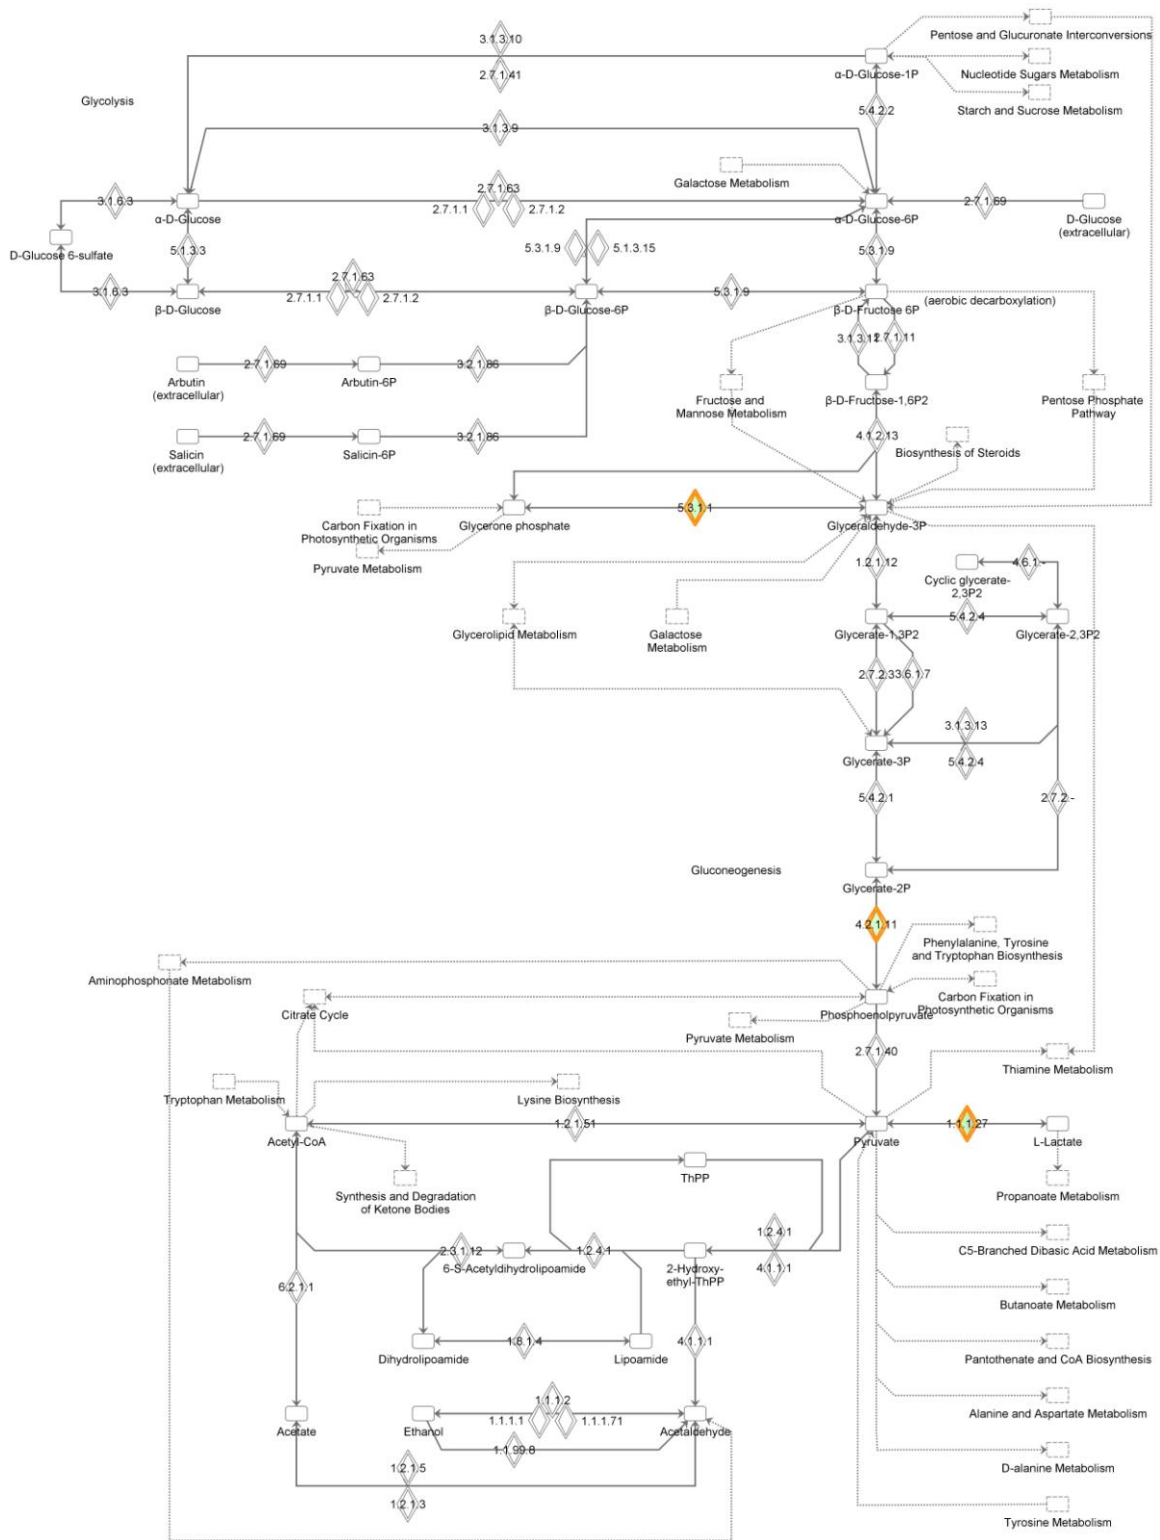 Pentose and Glucuronate Interconversions
3.1.3.10
α-D-Glucose-1P
Nucleotide Sugars Metabolism
2.7.1.41
Glycolysis
5.4.2.2
Starch and Sucrose Metabolism
3.1.3.9
Galactose Metabolism
3.1.6.3
2.7.1.63
2.7.1.1
2.7.1.2
2.7.1.69
α-D-Glucose
α-D-Glucose-6P
D-Glucose
(extracellular)
D-Glucose 6-sulfate
5.1.3.3
5.3.1.9
5.1.3.15
5.3.1.9
3.1.6.3
2.7.1.63
2.7.1.1
2.7.1.2
5.3.1.9
β-D-Glucose
β-D-Glucose-6P
β-D-Fructose 6P
(aerobic decarboxylation)
3.1.3.11
2.7.1.11
2.7.1.69
3.2.1.86
Arbutin
(extracellular)
Arbutin-6P
Fructose and
Mannose Metabolism
β-D-Fructose-1,6P2
Pentose Phosphate
Pathway
2.7.1.69
3.2.1.86
4.1.2.13
Salicin
(extracellular)
Salicin-6P
Biosynthesis of Steroids
5.3.1.1
Carbon Fixation in
Photosynthetic Organisms
Glycerone phosphate
Glyceraldehyde-3P
Pyruvate Metabolism
1.2.1.12
4.6.1.-
Cyclic glycerate-
2,3P2
5.4.2.4
Glycerolipid Metabolism
Galactose
Metabolism
Glycerate-1,3P2
Glycerate-2,3P2
2.7.2.3
3.6.1.7
3.1.3.13
Glycerate-3P
5.4.2.4
5.4.2.1
2.7.2.-
Gluconeogenesis
Glycerate-2P
4.2.1.11
Phenylalanine, Tyrosine
and Tryptophan Biosynthesis
Aminophosphonate Metabolism
Citrate Cycle
Phosphoenolpyruvate
Carbon Fixation in
Photosynthetic Organisms
Pyruvate Metabolism
2.7.1.40
Thiamine Metabolism
Tryptophan Metabolism
Lysine Biosynthesis
1.2.1.51
1.1.1.27
Acetyl-CoA
Pyruvate
L-Lactate
ThPP
Synthesis and Degradation
of Ketone Bodies
Propanoate Metabolism
1.2.4.1
2.3.1.12
1.2.4.1
C5-Branched Dibasic Acid Metabolism
6-S-Acetyldihydrolipoamide
2-Hydroxy-
ethyl-ThPP
4.1.1.1
6.2.1.1
Butanoate Metabolism
1.8.1.4
4.1.1.1
Dihydrolipoamide
Lipoamide
Pantothenate and CoA Biosynthesis
1.1.1.2
1.1.1.1
1.1.1.71
Alanine and Aspartate Metabolism
Acetate
Ethanol
Acetaldehyde
1.1.99.8
1.2.1.5
D-alanine Metabolism
1.2.1.3
Tyrosine Metabolism